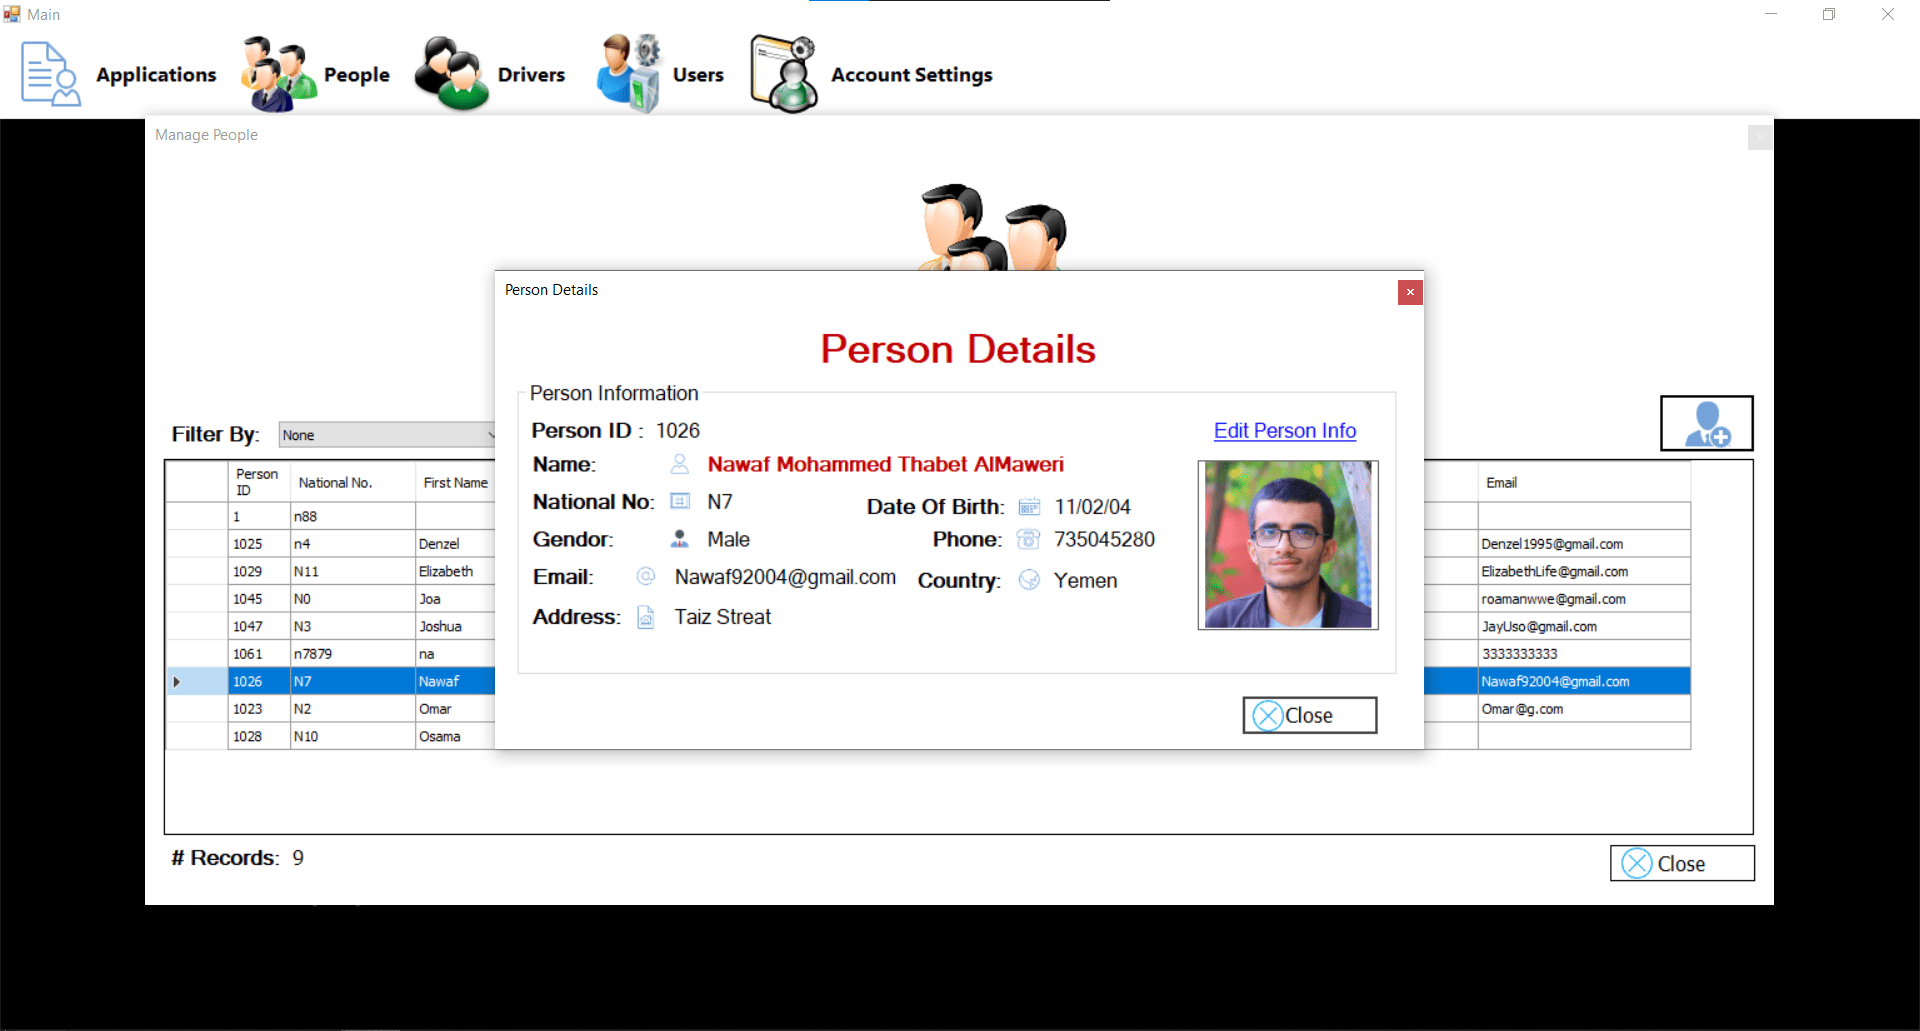 Main
Applications People Drivers Users Account Settings
Manage People
Person Details
Person Details
Person Information
Person ID : 1026 Edit Person Info
Name: Nawaf Mohammed Thabet AlMaweri
National No: N7 Date Of Birth: 11/02/04
Gendor: Male Phone: 735045280
Email: Nawaf92004@gmail.com Country: Yemen
Address: Taiz Streat
Close
Filter By: None
Person ID National No. First Name Email
1 n88
1025 n4 Denzel Denzel1995@gmail.com
1029 N11 Elizabeth ElizabethLife@gmail.com
1045 N0 Joa roamanwwe@gmail.com
1047 N3 Joshua JayUso@gmail.com
1061 n7879 na 3333333333
1026 N7 Nawaf Nawaf92004@gmail.com
1023 N2 Omar Omar@g.com
1028 N10 Osama
# Records: 9
Close